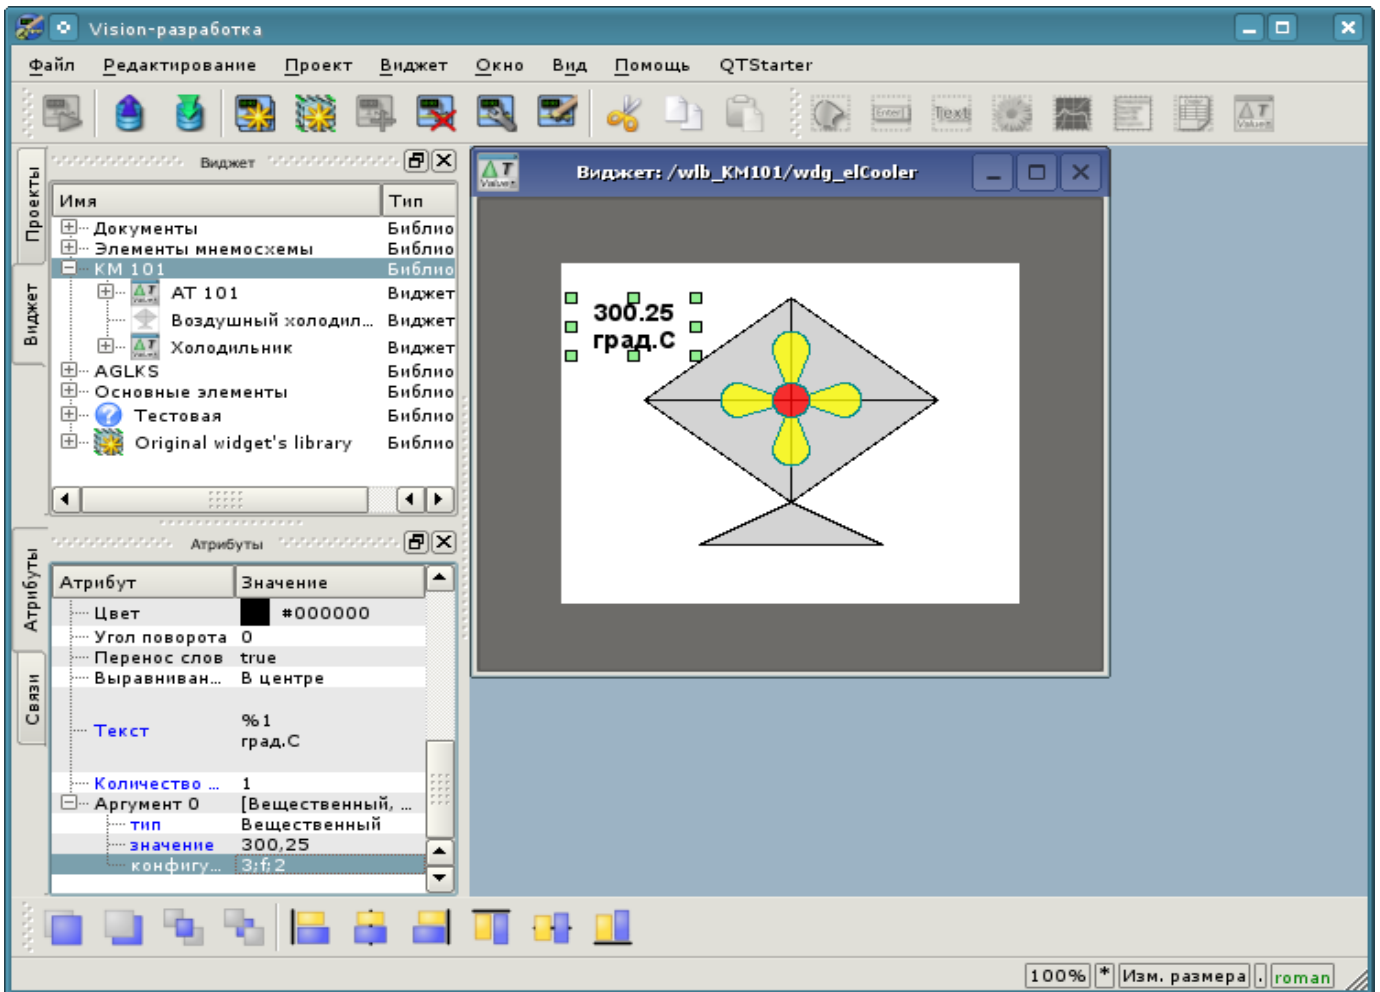 Vision-разработка
Файл Редактирование Проект Виджет Окно Вид Помощь QTStarter
Enter! Text ΔT
Проекты
Виджет
Виджет
Имя Тип
Документы Библио
Элементы мнемосхемы Библио
КМ 101 Библио
АТ 101 Виджет
Воздушный холодил... Виджет
Холодильник Виджет
AGLKS Библио
Основные элементы Библио
Тестовая Библио
Original widget's library Библио
Атрибуты
Связи
Атрибуты
Атрибут Значение
Цвет #000000
Угол поворота 0
Перенос слов true
Выравниван... В центре
Текст %1
град.С
Количество ... 1
Аргумент 0 [Вещественный, ...
тип Вещественный
значение 300,25
конфигу... 3;f;2
Виджет: /wlb_KM101/wdg_elCooler
300.25
град.С
100% * Изм. размера . roman